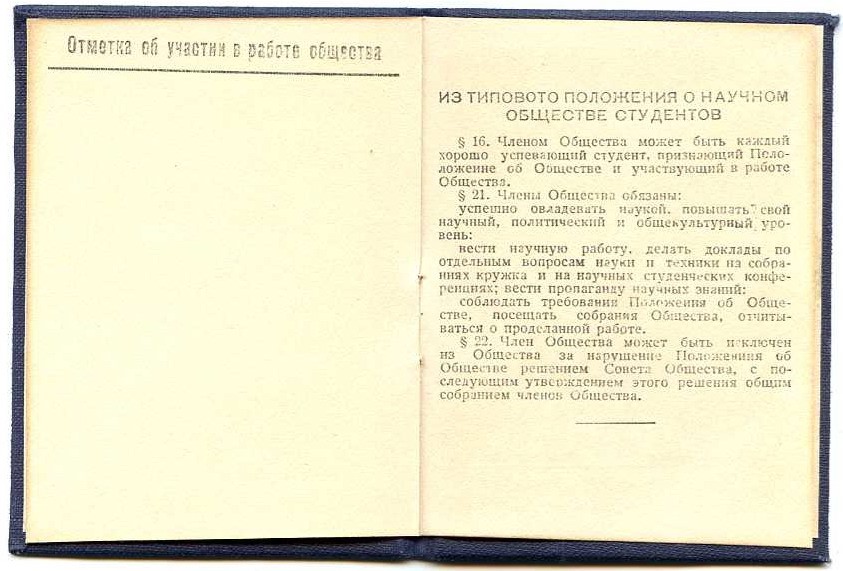 Отметка об участии в работе общества
ИЗ ТИПОВОТО ПОЛОЖЕНИЯ О НАУЧНОМ
ОБЩЕСТВЕ СТУДЕНТОВ
§ 16. Членом Общества может быть каждый
хорошо успевающий студент, признающий Поло-
ложение об Обществе и участвующий в работе
Общества.
§ 21. Члены Общества обязаны:
успешно овладевать наукой, повышать свой
научный, политический и общекультурный уро-
вень:
вести научную работу, делать доклады по
отдельным вопросам науки и техники на собра-
ниях кружка и на научных студенческих конфе-
ренциях; вести пропаганду научных знаний:
соблюдать требования Положения об Обще-
стве, посещать собрания Общества, отчиты-
ваться о проделанной работе.
§ 22. Член Общества может быть исключен
из Общества за нарушение Положениия об
Обществе решением Совета Общества, с по-
следующим утверждением этого решения общим
собранием членов Общества.